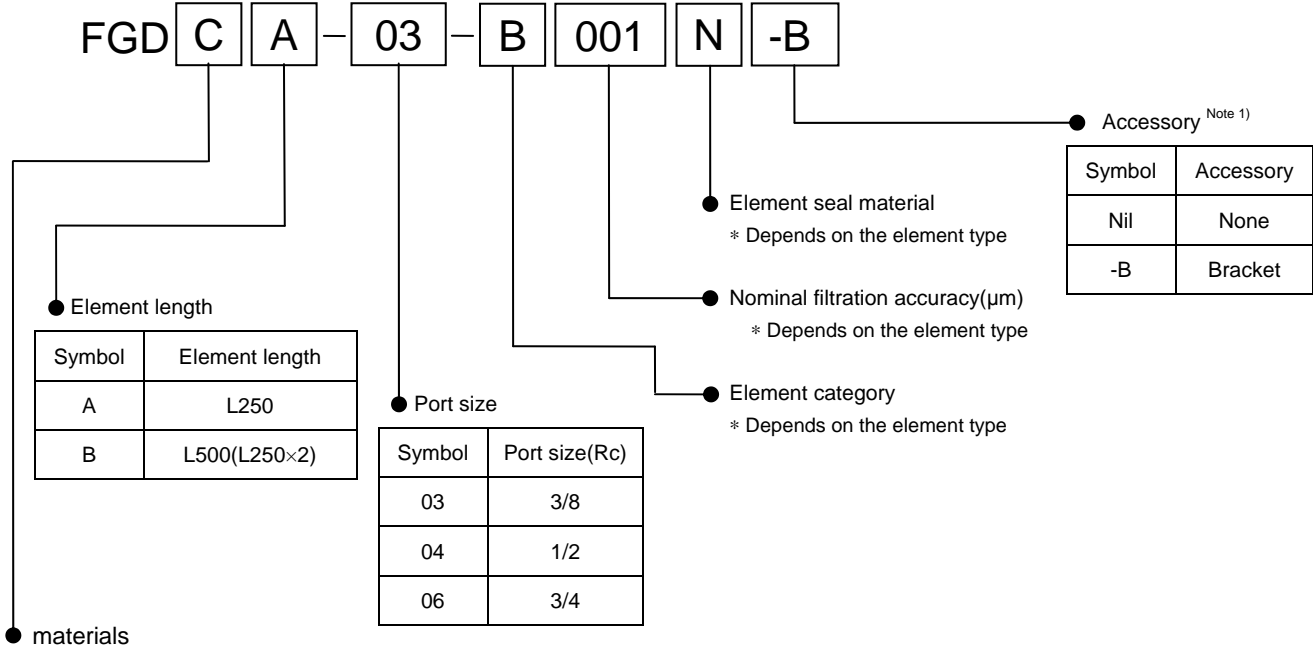 FGD C A － 03 － B 001 N -B
Accessory Note 1)
Symbol Accessory
Nil None
-B Bracket
Element seal material
* Depends on the element type
Nominal filtration accuracy(μm)
* Depends on the element type
Element category
* Depends on the element type
Element length
Symbol Element length
A L250
B L500(L250×2)
Port size
Symbol Port size(Rc)
03 3/8
04 1/2
06 3/4
materials